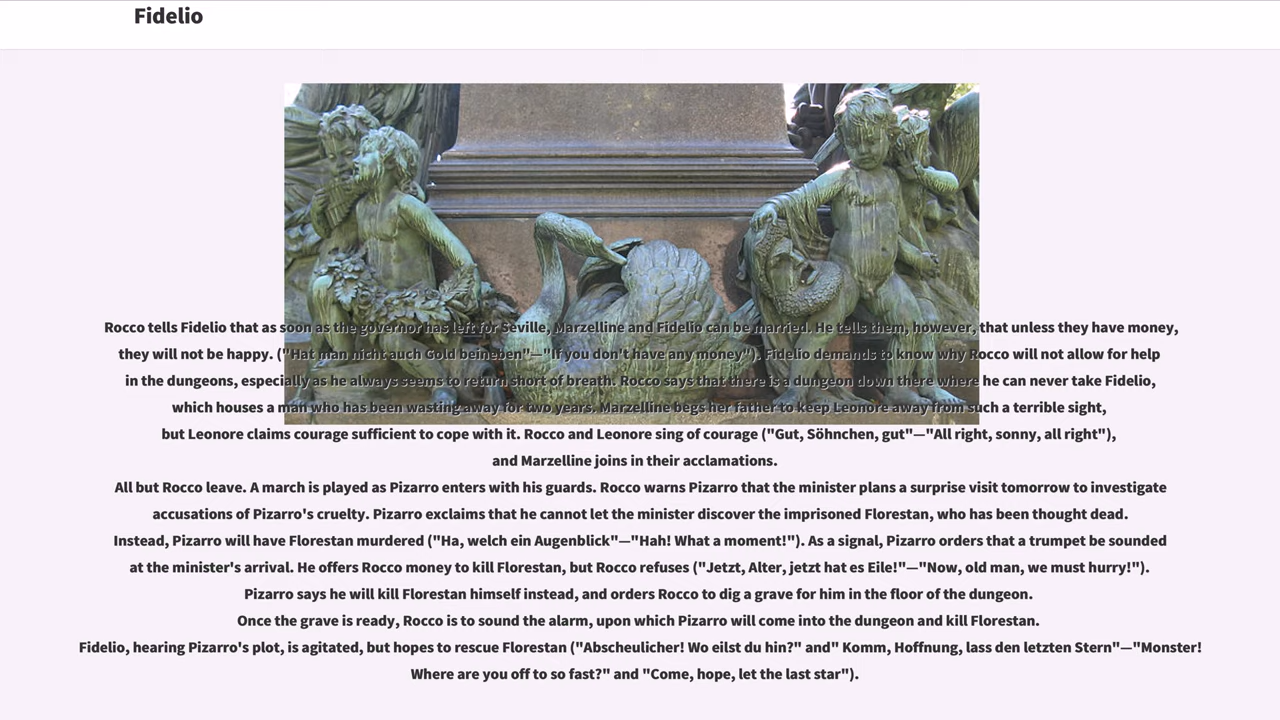 Fidelio
Rocco tells Fidelio that as soon as the governor has left for Seville, Marzelline and Fidelio can be married. He tells them, however, that unless they have money,
they will not be happy. ("Hat man nicht auch Gold beineben"—"If you don't have any money"). Fidelio demands to know why Rocco will not allow for help
in the dungeons, especially as he always seems to return short of breath. Rocco says that there is a dungeon down there where he can never take Fidelio,
which houses a man who has been wasting away for two years. Marzelline begs her father to keep Leonore away from such a terrible sight,
but Leonore claims courage sufficient to cope with it. Rocco and Leonore sing of courage ("Gut, Söhnchen, gut"—"All right, sonny, all right"),
and Marzelline joins in their acclamations.
All but Rocco leave. A march is played as Pizarro enters with his guards. Rocco warns Pizarro that the minister plans a surprise visit tomorrow to investigate
accusations of Pizarro's cruelty. Pizarro exclaims that he cannot let the minister discover the imprisoned Florestan, who has been thought dead.
Instead, Pizarro will have Florestan murdered ("Ha, welch ein Augenblick"—"Hah! What a moment!"). As a signal, Pizarro orders that a trumpet be sounded
at the minister's arrival. He offers Rocco money to kill Florestan, but Rocco refuses ("Jetzt, Alter, jetzt hat es Eile!"—"Now, old man, we must hurry!").
Pizarro says he will kill Florestan himself instead, and orders Rocco to dig a grave for him in the floor of the dungeon.
Once the grave is ready, Rocco is to sound the alarm, upon which Pizarro will come into the dungeon and kill Florestan.
Fidelio, hearing Pizarro's plot, is agitated, but hopes to rescue Florestan ("Abscheulicher! Wo eilst du hin?" and" Komm, Hoffnung, lass den letzten Stern"—"Monster!
Where are you off to so fast?" and "Come, hope, let the last star").